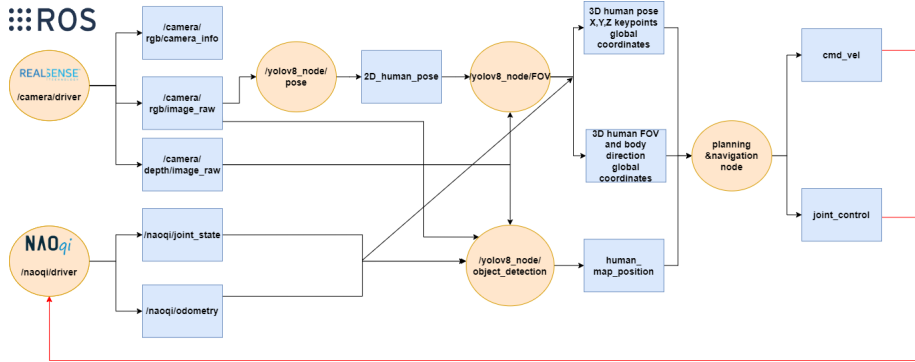 ROS
REALSENSE
TECHNOLOGY
/camera/driver
/camera/
rgb/camera_info
/camera/
rgb/image_raw
/camera/
depth/image_raw
/yolov8_node/
pose
2D_human_pose
/yolov8_node/FOV
3D human pose
X,Y,Z keypoints
global
coordinates
3D human FOV
and body
direction
global
coordinates
planning
&navigation
node
cmd_vel
joint_control
NAOqi
/naoqi/driver
/naoqi/joint_state
/naoqi/odometry
/yolov8_node/
object_detection
human_
map_position